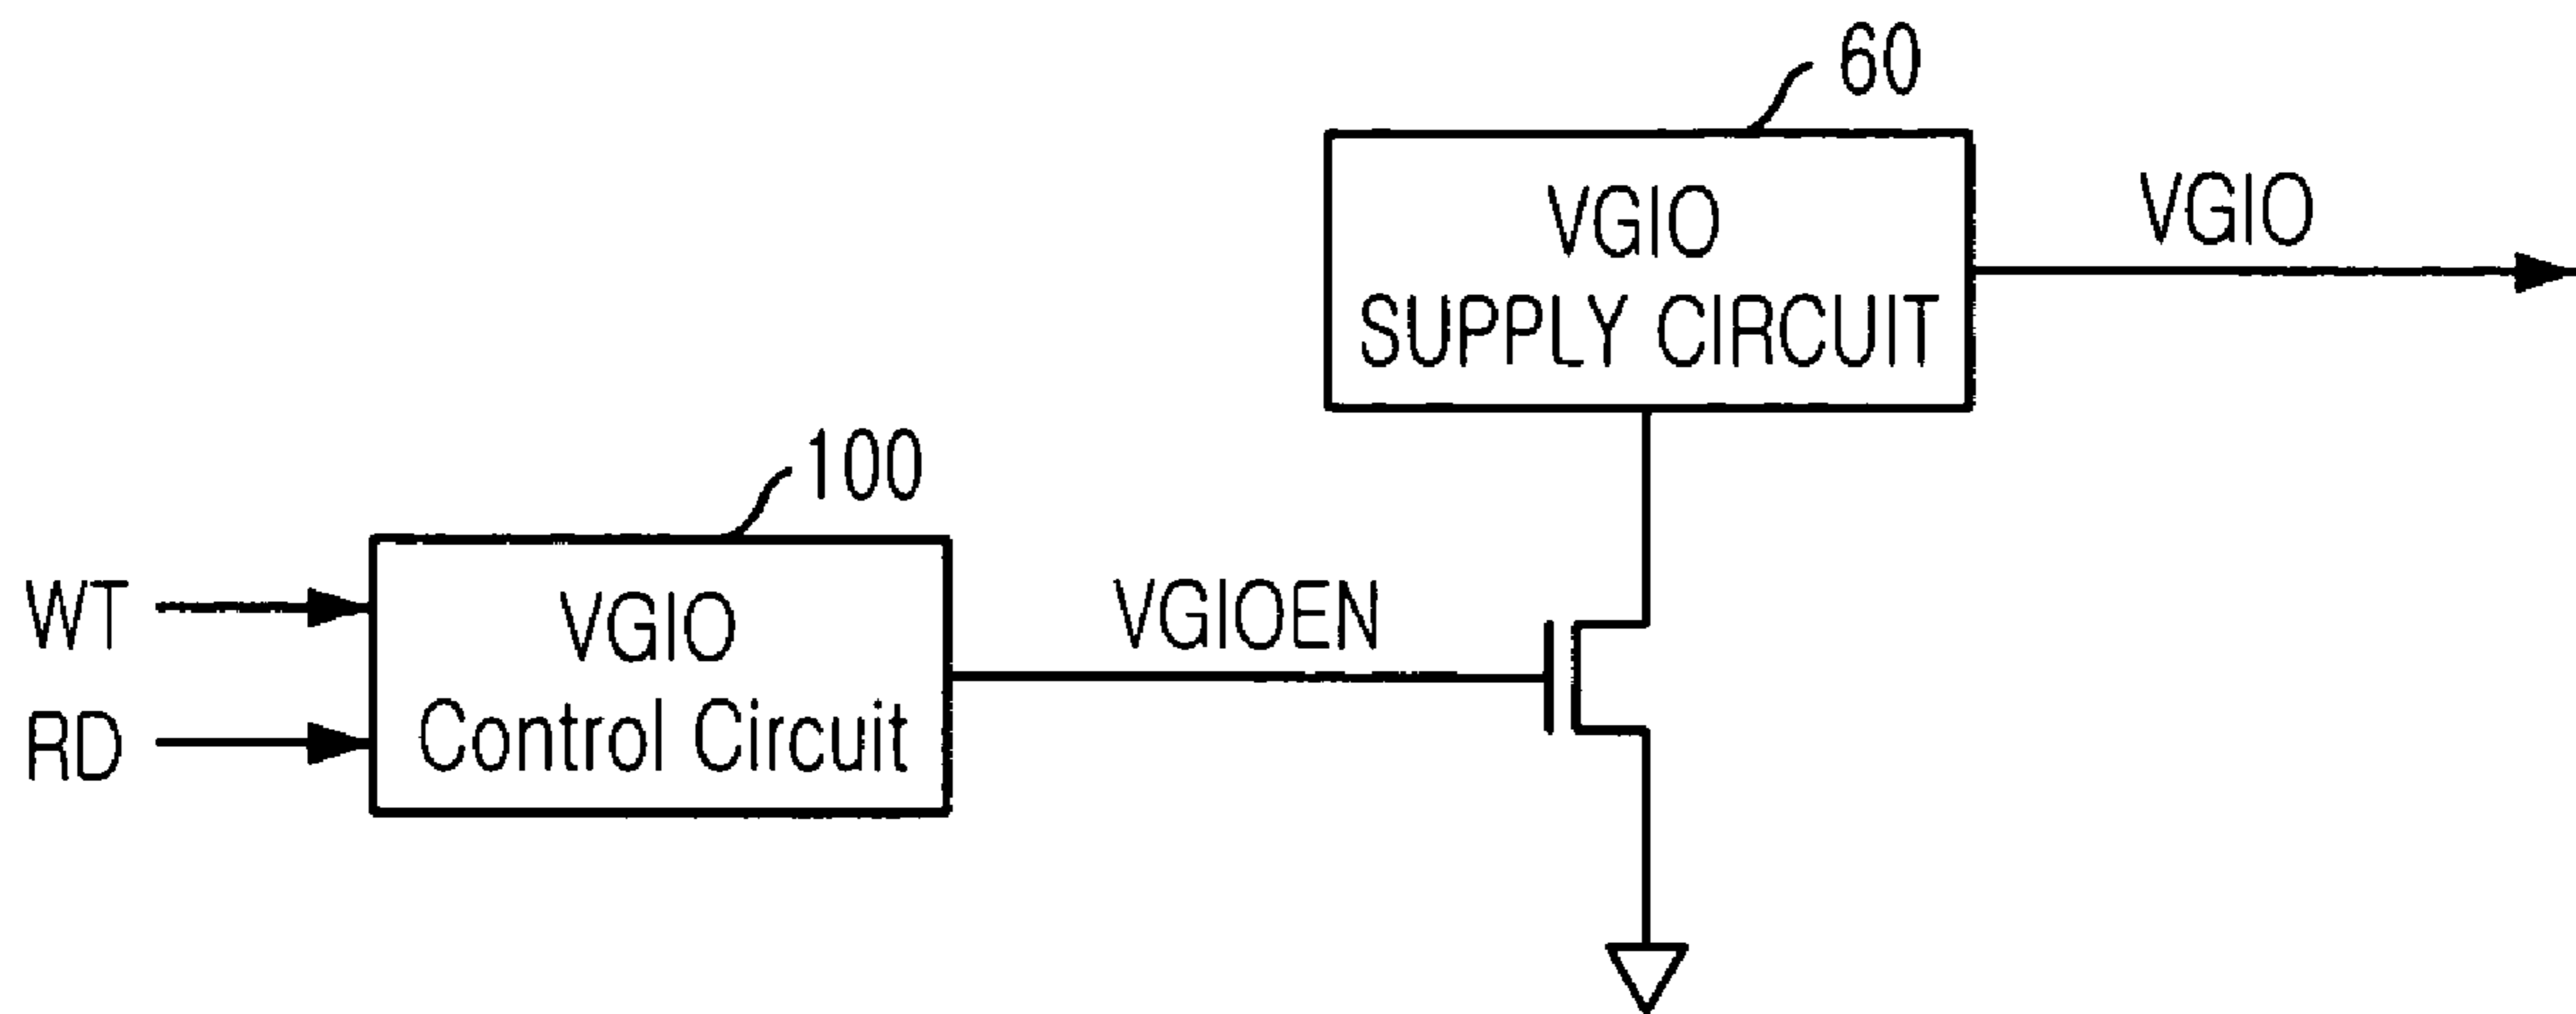 60
VGIO
SUPPLY CIRCUIT
VGIO
100
WT
RD
VGIO
Control Circuit
VGIOEN